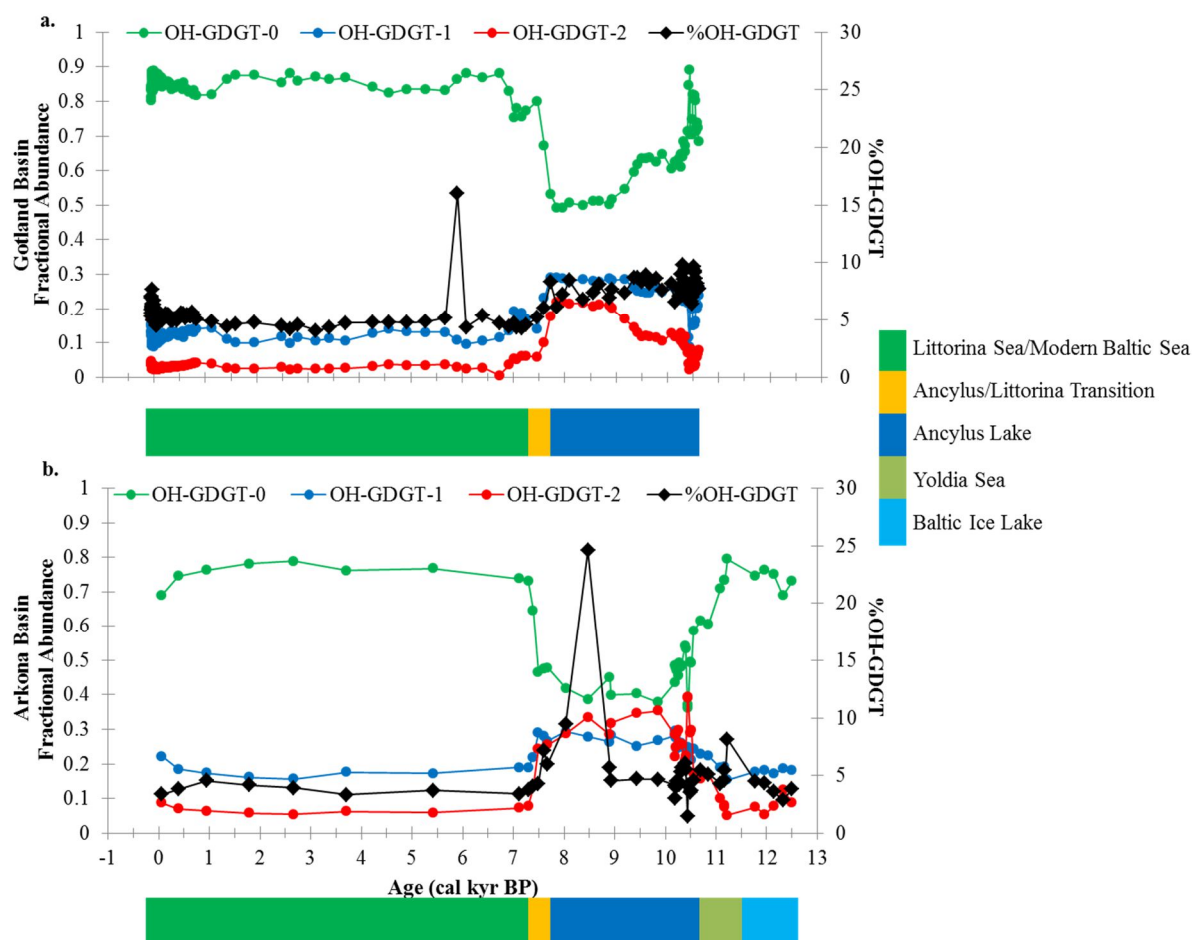 a.
OH-GDGT-0 OH-GDGT-1 OH-GDGT-2 %OH-GDGT
1
0.9
0.8
0.7
0.6
0.5
0.4
0.3
0.2
0.1
0
Gotland Basin
Fractional Abundance
30
25
20
15
10
5
0
%OH-GDGT
Littorina Sea/Modern Baltic Sea
Ancylus/Littorina Transition
Ancylus Lake
Yoldia Sea
Baltic Ice Lake
b.
OH-GDGT-0 OH-GDGT-1 OH-GDGT-2 %OH-GDGT
1
0.9
0.8
0.7
0.6
0.5
0.4
0.3
0.2
0.1
0
Arkona Basin
Fractional Abundance
30
25
20
15
10
5
0
%OH-GDGT
-1 0 1 2 3 4 5 6 7 8 9 10 11 12 13
Age (cal kyr BP)